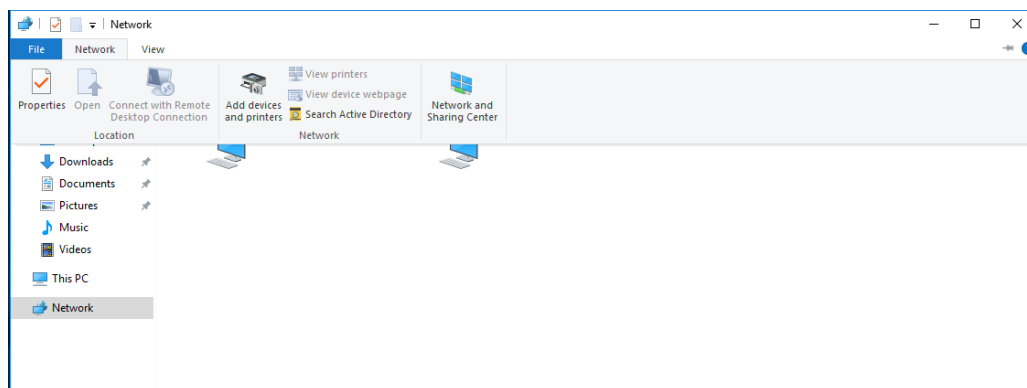 Network
File Network View
Properties
Open
Connect with Remote
Desktop Connection
Location
Add devices
and printers
View printers
View device webpage
Search Active Directory
Network and
Sharing Center
Network
Downloads
Documents
Pictures
Music
Videos
This PC
Network